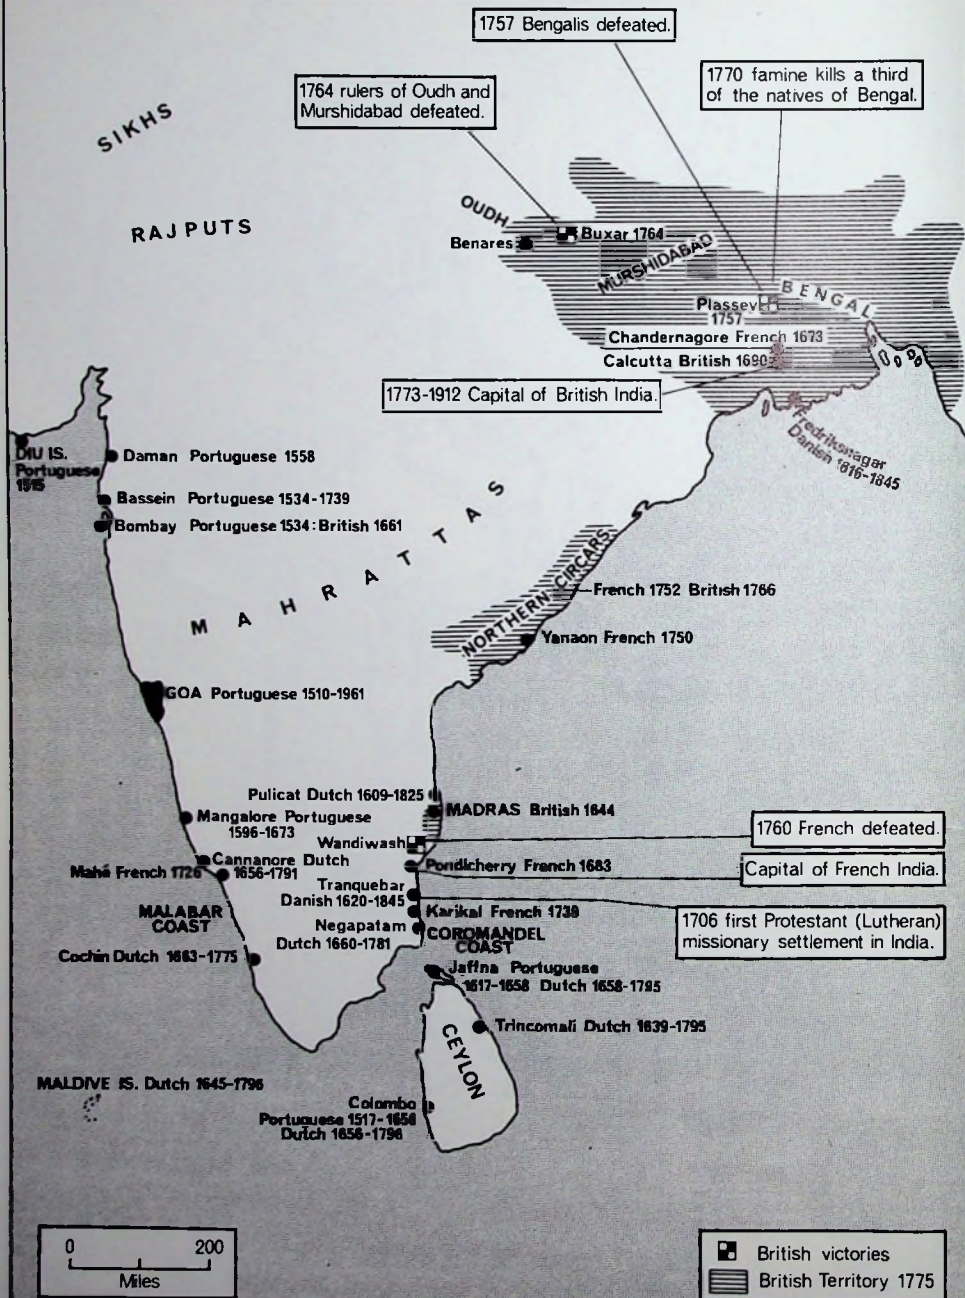 1757 Bengalis defeated.
1764 rulers of Oudh and
Murshidabad defeated.
1770 famine kills a third
of the natives of Bengal.
SIKHS
RAJPUTS
OUDH
Benares
Buxar 1764
MURSHIDABAD
BENGAL
Plassey
1757
Chandernagore French 1673
Calcutta British 1690
1773-1912 Capital of British India.
Fredriksnagar
Danish 1816-1845
DIU IS.
Portuguese
1515
Daman Portuguese 1558
Bassein Portuguese 1534-1739
Bombay Portuguese 1534: British 1661
MAHRATTAS
NORTHERN CIRCARS
French 1752 British 1766
Yanaon French 1750
GOA Portuguese 1510-1961
Pulicat Dutch 1609-1825
MADRAS British 1644
Mangalore Portuguese
1596-1673
Wandiwash
1760 French defeated.
Cannanore Dutch
1656-1791
Mahé French 1726
Pondicherry French 1683
Capital of French India.
Tranquebar
Danish 1620-1845
Karikal French 1739
1706 first Protestant (Lutheran)
missionary settlement in India.
MALABAR
COAST
Negapatam
Dutch 1660-1781
COROMANDEL
COAST
Cochin Dutch 1663-1775
Jaffna Portuguese
1617-1658 Dutch 1658-1795
Trincomali Dutch 1639-1795
CEYLON
MALDIVE IS. Dutch 1645-1796
Colombo
Portuguese 1517-1656
Dutch 1656-1796
0 200
Miles
British victories
British Territory 1775